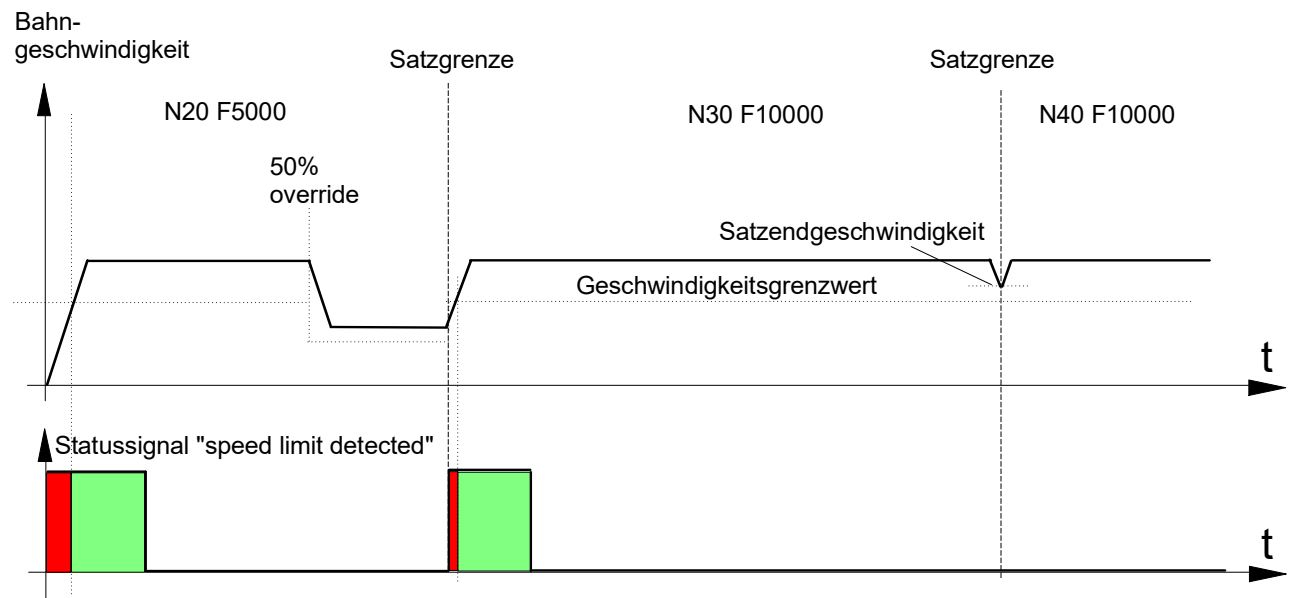 Bahn-
geschwindigkeit
Satzgrenze
Satzgrenze
N20 F5000
N30 F10000
N40 F10000
50%
override
Satzendgeschwindigkeit
Geschwindigkeitsgrenzwert
t
Statussignal "speed limit detected"
t